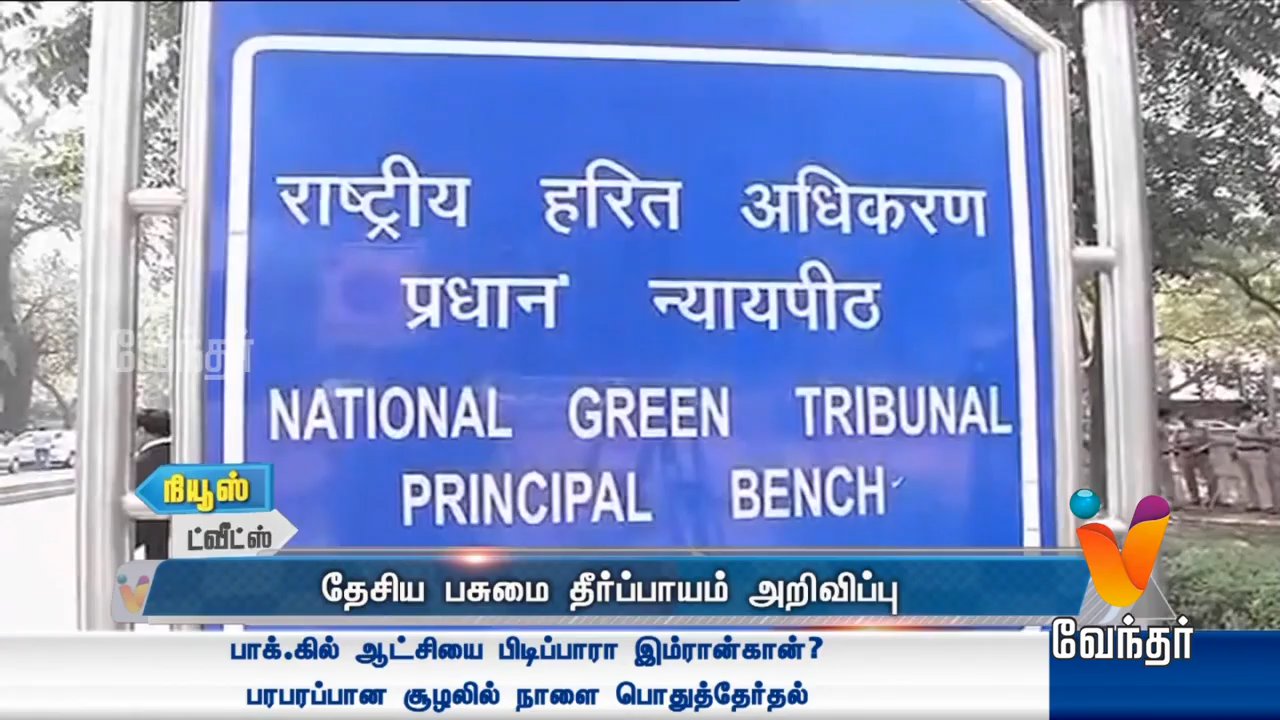 राष्ट्रीय हरित अधिकरण
प्रधान न्यायपीठ
NATIONAL GREEN TRIBUNAL
PRINCIPAL BENCH
வேந்தர்
நியூஸ்
ட்வீட்ஸ்
தேசிய பசுமை தீர்ப்பாயம் அறிவிப்பு
வேந்தர்
பாக்.கில் ஆட்சியை பிடிப்பாரா இம்ரான்கான்?
பரபரப்பான சூழலில் நாளை பொதுத்தேர்தல்